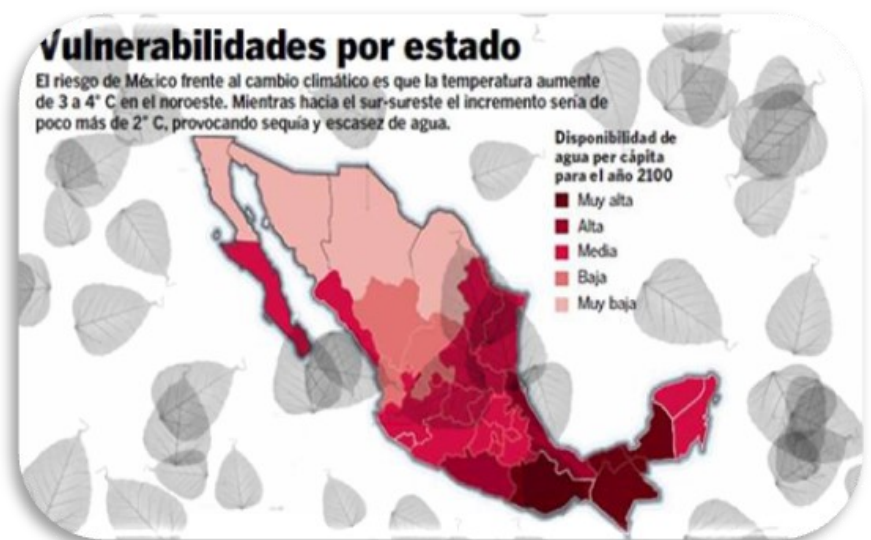 Vulnerabilidades por estado
El riesgo de México frente al cambio climático es que la temperatura aumente
de 3 a 4° C en el noroeste. Mientras hacia el sur-sureste el incremento sería de
poco más de 2° C, provocando sequía y escasez de agua.
Disponibilidad de
agua per cápita
para el año 2100
Muy alta
Alta
Media
Baja
Muy baja